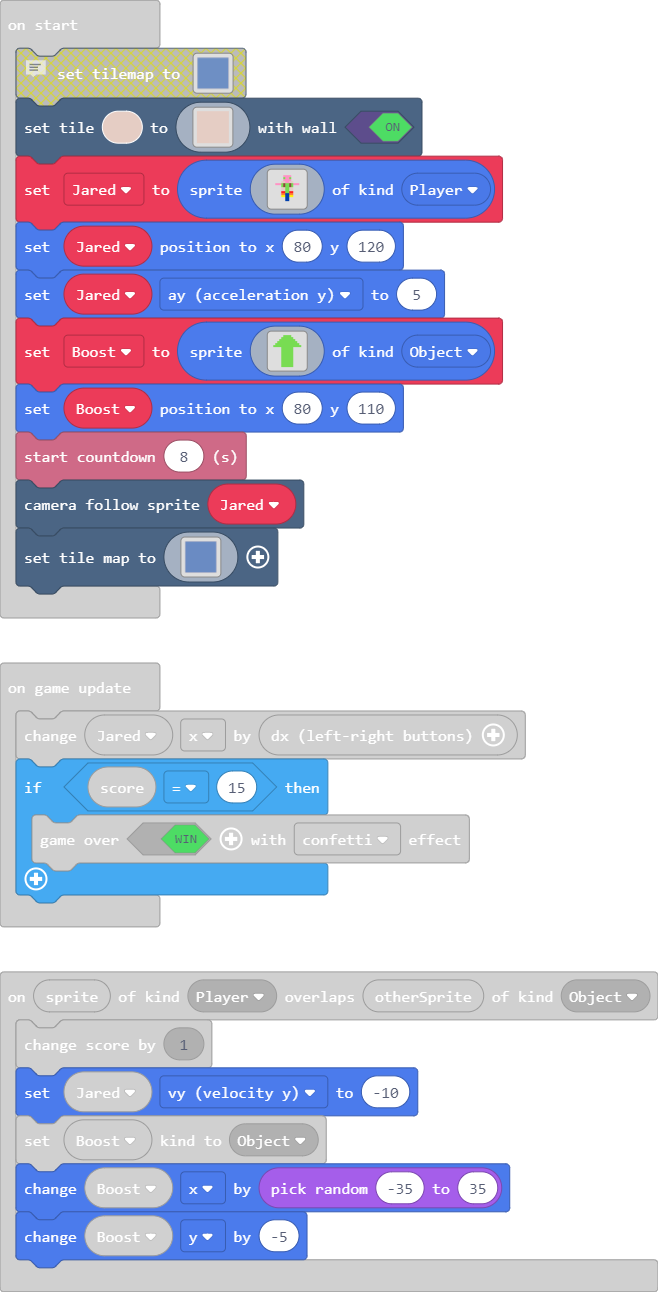 on start
set tilemap to
set tile to with wall ON
set Jared to sprite of kind Player
set Jared position to x 80 y 120
set Jared ay (acceleration y) to 5
set Boost to sprite of kind Object
set Boost position to x 80 y 110
start countdown 8 (s)
camera follow sprite Jared
set tile map to
on game update
change Jared x by dx (left-right buttons)
if score = 15 then
game over WIN with confetti effect
on sprite of kind Player overlaps otherSprite of kind Object
change score by 1
set Jared vy (velocity y) to -10
set Boost kind to Object
change Boost x by pick random -35 to 35
change Boost y by -5